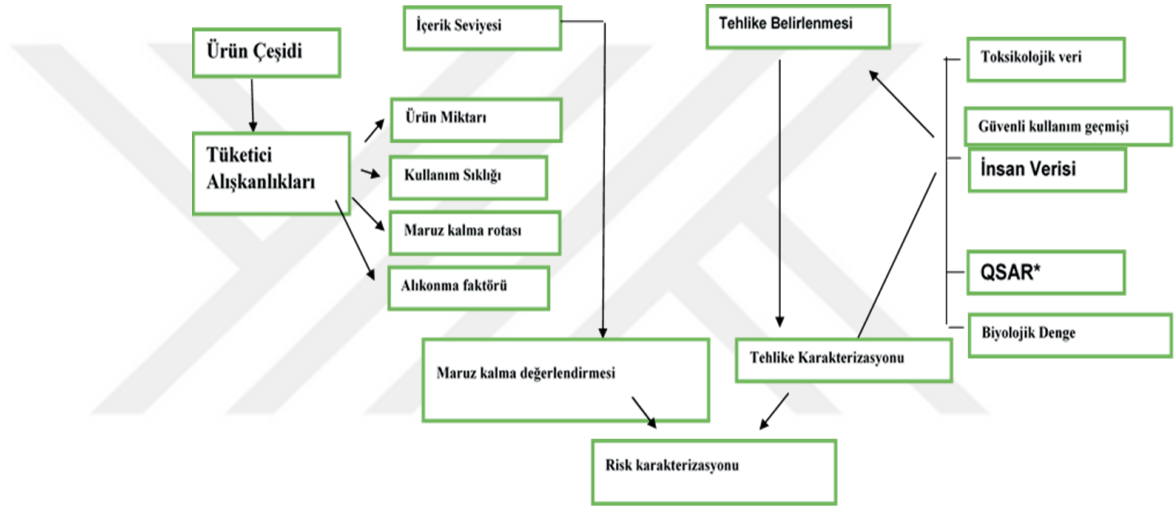 Ürün Çeşidi
Tüketici
Alışkanlıkları
Ürün Miktarı
Kullanım Sıklığı
Maruz kalma rotası
Alıkonma faktörü
İçerik Seviyesi
Maruz kalma değerlendirmesi
Tehlike Belirlenmesi
Tehlike Karakterizasyonu
Risk karakterizasyonu
Toksikolojik veri
Güvenli kullanım geçmişi
İnsan Verisi
QSAR*
Biyolojik Denge